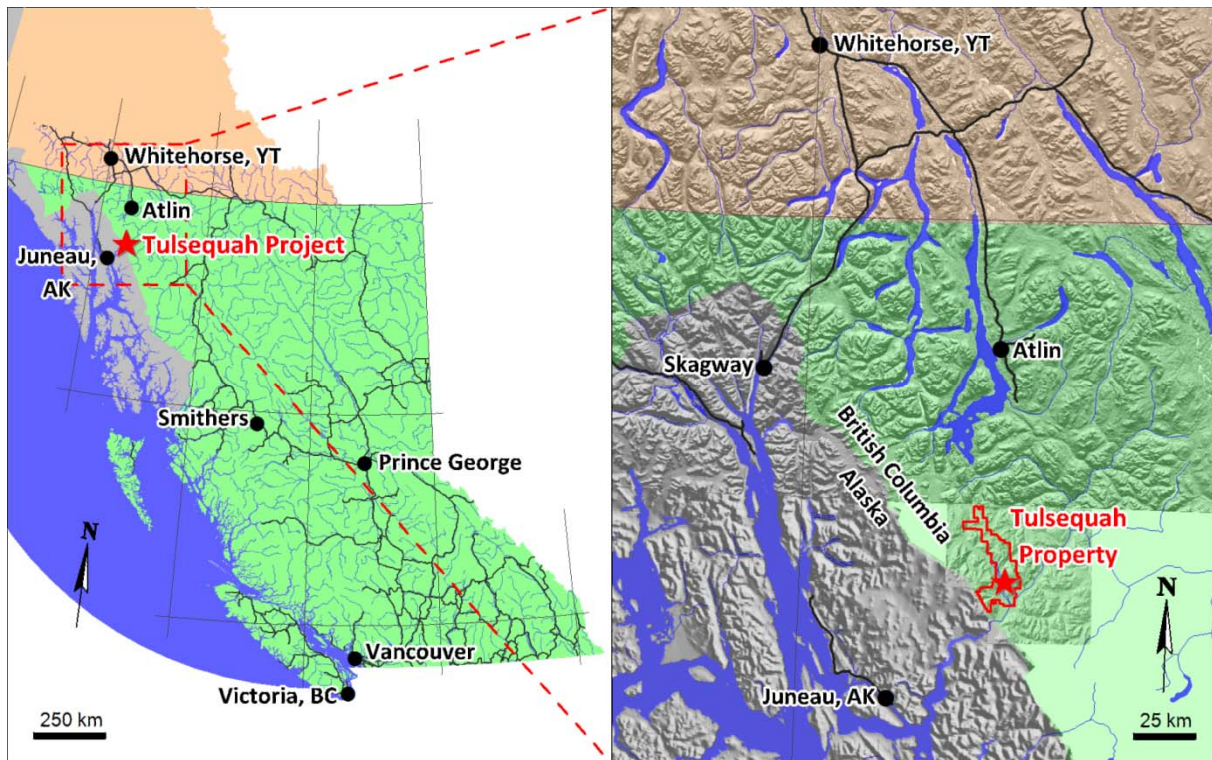 Whitehorse, YT
Atlin
Tulsequah Project
Juneau,
AK
Smithers
Prince George
N
Vancouver
Victoria, BC
250 km
Whitehorse, YT
Skagway
Atlin
British Columbia
Alaska
Tulsequah
Property
N
Juneau, AK
25 km